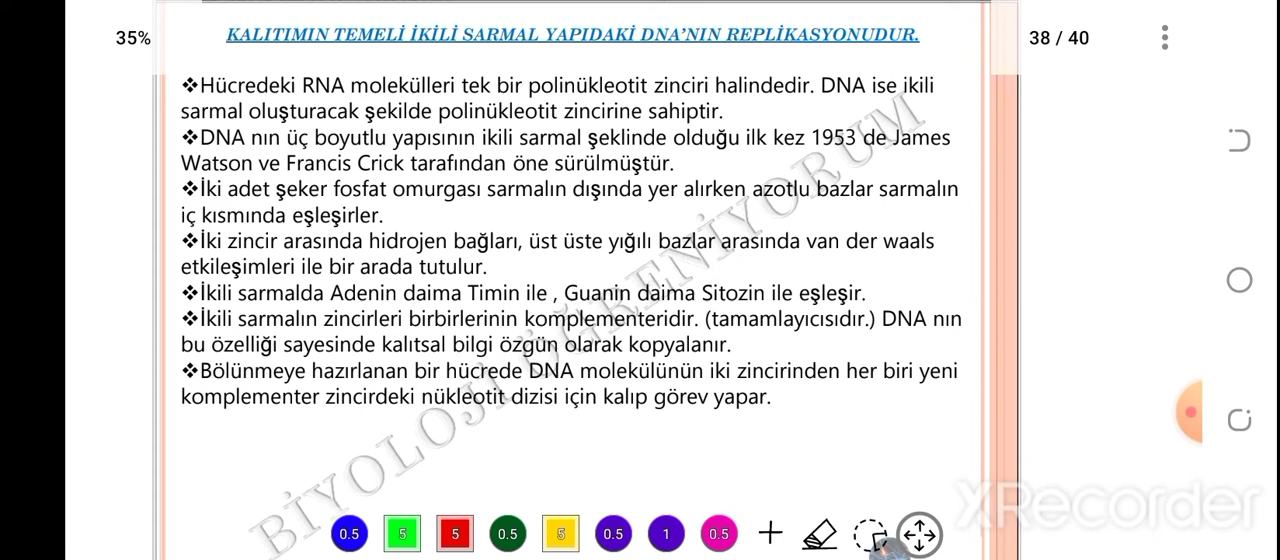 35%
KALITIMIN TEMELİ İKİLİ SARMAL YAPIDAKİ DNA'NIN REPLİKASYONUDUR.
38 / 40
❖Hücredeki RNA molekülleri tek bir polinükleotit zinciri halindedir. DNA ise ikili
sarmal oluşturacak şekilde polinükleotit zincirine sahiptir.
❖DNA nın üç boyutlu yapısının ikili sarmal şeklinde olduğu ilk kez 1953 de James
Watson ve Francis Crick tarafından öne sürülmüştür.
❖İki adet şeker fosfat omurgası sarmalın dışında yer alırken azotlu bazlar sarmalın
iç kısmında eşleşirler.
❖İki zincir arasında hidrojen bağları, üst üste yığılı bazlar arasında van der waals
etkileşimleri ile bir arada tutulur.
❖İkili sarmalda Adenin daima Timin ile , Guanin daima Sitozin ile eşleşir.
❖İkili sarmalın zincirleri birbirlerinin komplementeridir. (tamamlayıcısıdır.) DNA nın
bu özelliği sayesinde kalıtsal bilgi özgün olarak kopyalanır.
❖Bölünmeye hazırlanan bir hücrede DNA molekülünün iki zincirinden her biri yeni
komplementer zincirdeki nükleotit dizisi için kalıp görev yapar.
BİYOLOJİ ÖĞRENİYORUM
XRecorder
0.5 5 5 0.5 5 0.5 1 0.5